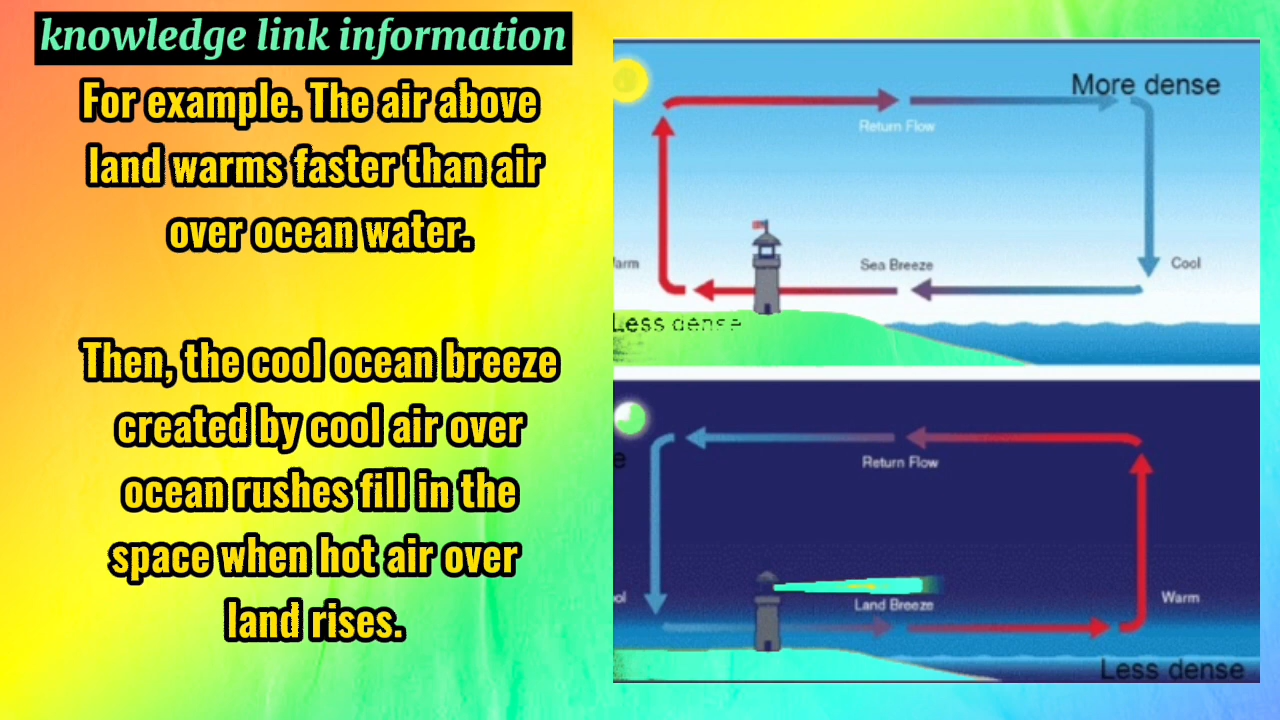 knowledge link information
For example. The air above
land warms faster than air
over ocean water.
Then, the cool ocean breeze
created by cool air over
ocean rushes fill in the
space when hot air over
land rises.
More dense
Return Flow
Sea Breeze
Cool
Less dense
Return Flow
Land Breeze
Warm
Less dense